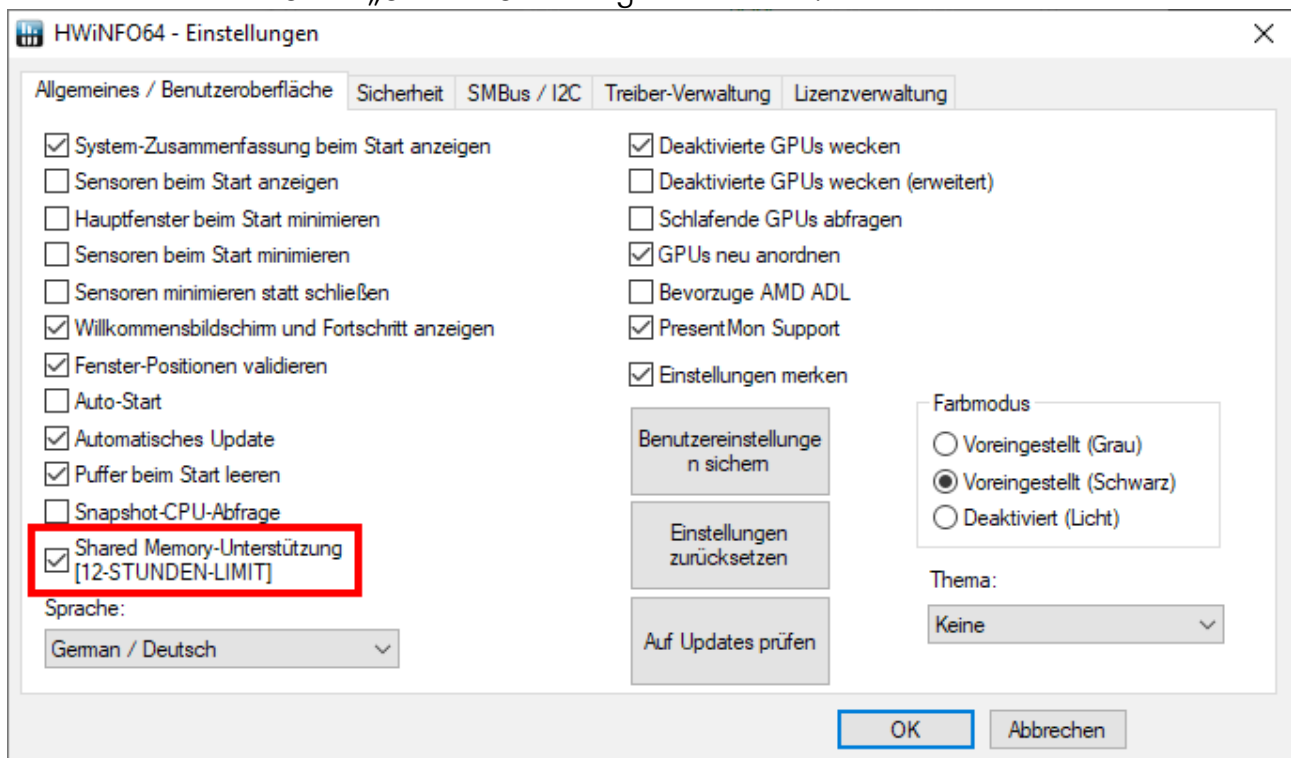 HWiNFO64 - Einstellungen
Allgemeines / Benutzeroberfläche Sicherheit SMBus / I2C Treiber-Verwaltung Lizenzverwaltung
System-Zusammenfassung beim Start anzeigen
Sensoren beim Start anzeigen
Hauptfenster beim Start minimieren
Sensoren beim Start minimieren
Sensoren minimieren statt schließen
Willkommensbildschirm und Fortschritt anzeigen
Fenster-Positionen validieren
Auto-Start
Automatisches Update
Puffer beim Start leeren
Snapshot-CPU-Abfrage
Shared Memory-Unterstützung
[12-STUNDEN-LIMIT]
Sprache:
German / Deutsch
Deaktivierte GPUs wecken
Deaktivierte GPUs wecken (erweitert)
Schlafende GPUs abfragen
GPUs neu anordnen
Bevorzuge AMD ADL
PresentMon Support
Einstellungen merken
Benutzereinstellunge
n sichern
Einstellungen
zurücksetzen
Auf Updates prüfen
Farbmodus
Voreingestellt (Grau)
Voreingestellt (Schwarz)
Deaktiviert (Licht)
Thema:
Keine
OK Abbrechen